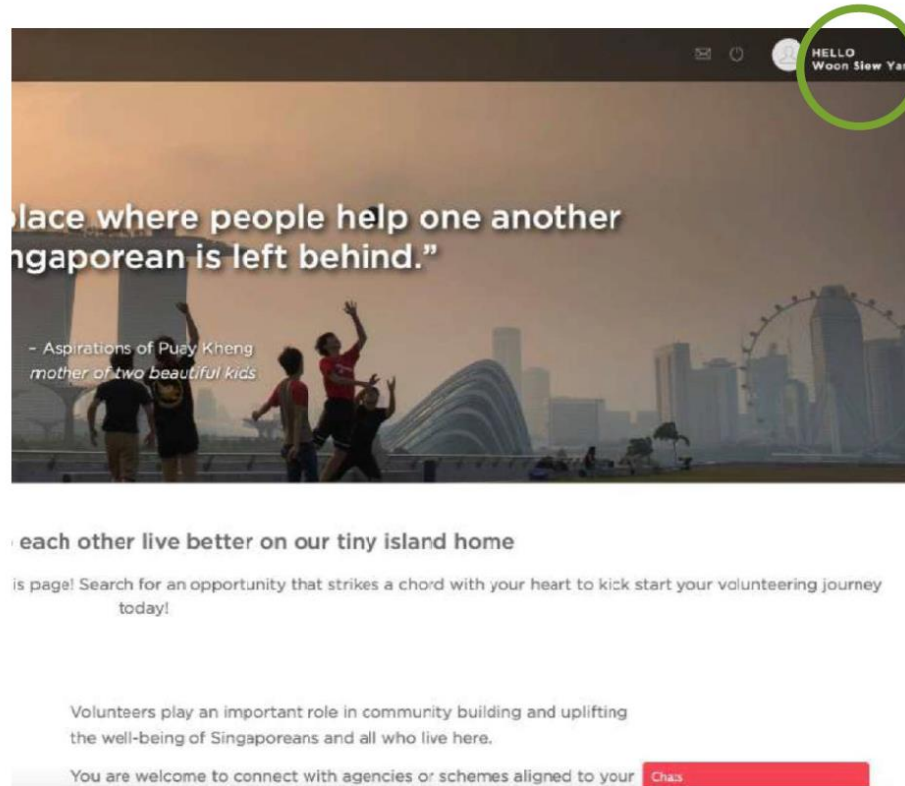 HELLO
Woon Siew Yan
place where people help one another
ngaporean is left behind.”
– Aspirations of Puay Kheng
mother of two beautiful kids
each other live better on our tiny island home
is page! Search for an opportunity that strikes a chord with your heart to kick start your volunteering journey
today!
Volunteers play an important role in community building and uplifting
the well-being of Singaporeans and all who live here.
You are welcome to connect with agencies or schemes aligned to your
Chats